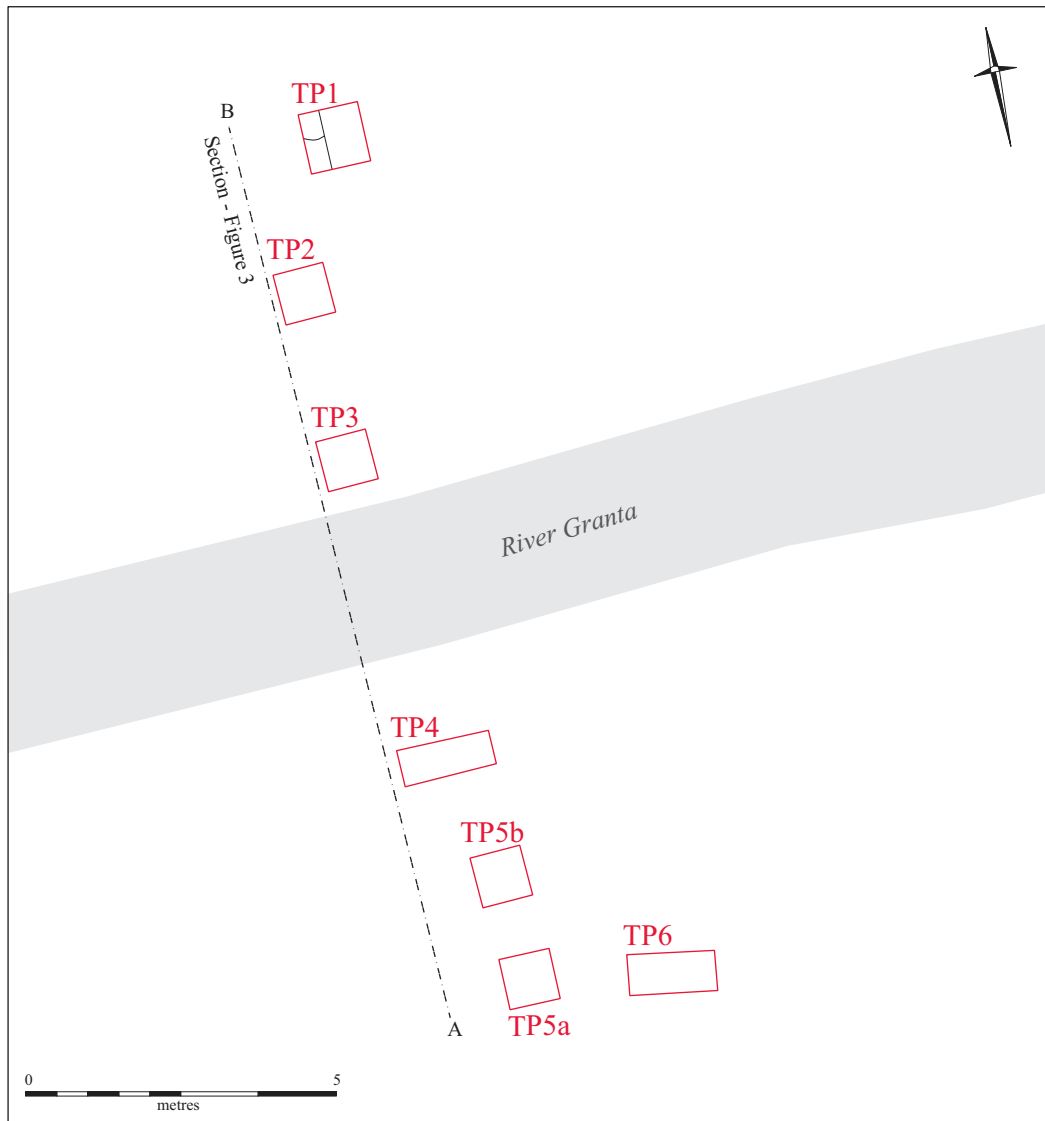 TP1
B
Section - Figure 3
TP2
TP3
River Granta
TP4
TP5b
TP6
TP5a
A
0 5
metres